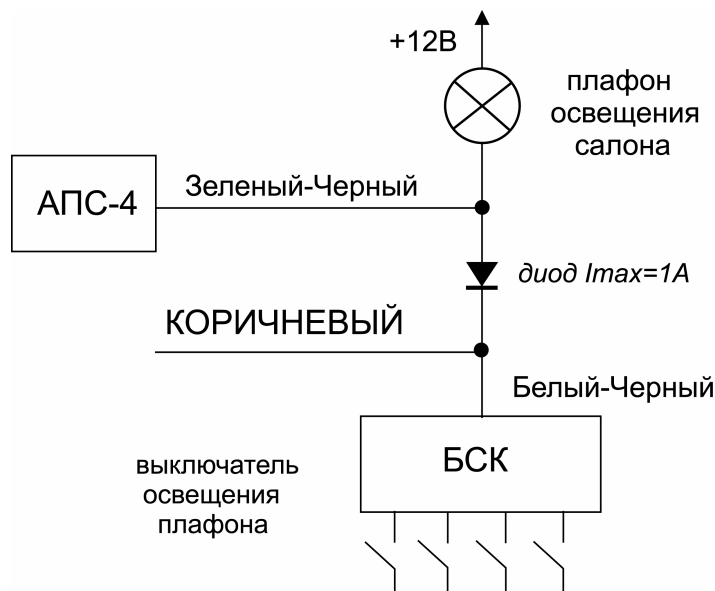 +12В
плафон
освещения
салона
АПС-4
Зеленый-Черный
диод Imax=1A
КОРИЧНЕВЫЙ
Белый-Черный
БСК
выключатель
освещения
плафона